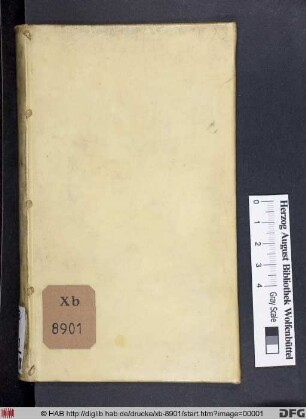 Xb
8901
0
1
2
3
4
Herzog August Bibliothek Wolfenbüttel
Gray Scale
© HAB http://diglib.hab.de/drucke/xb-8901/start.htm?image=00001
DFG